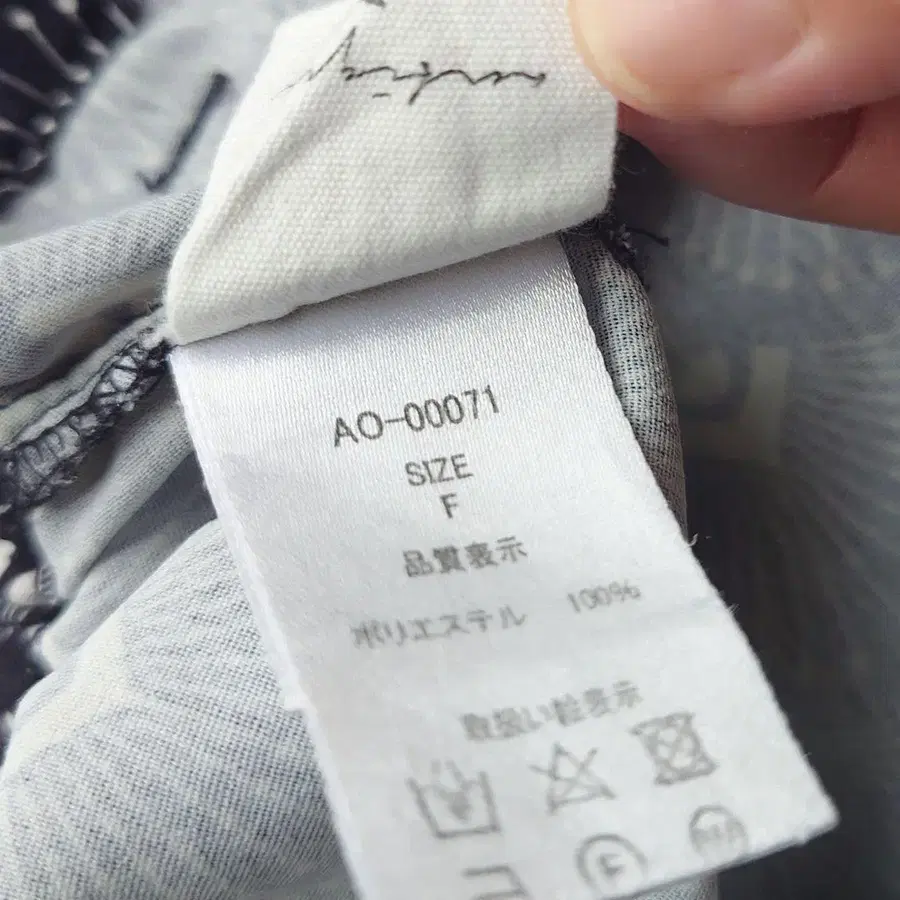 AO-00071
SIZE
F
品質表示
ポリエステル 100%
取扱い絵表示